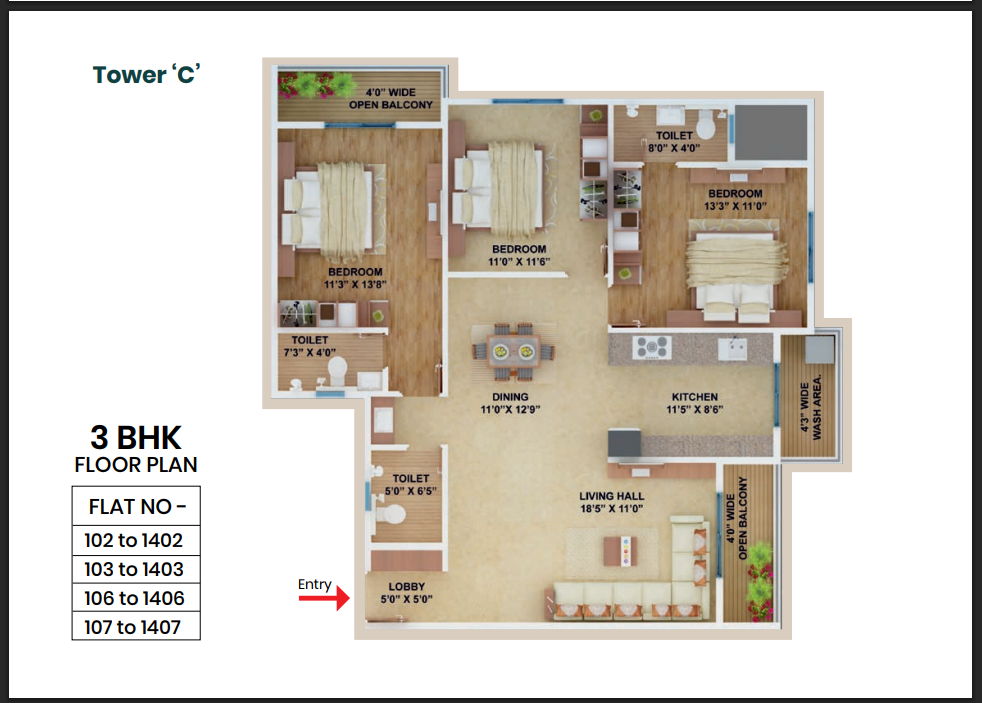 Tower ‘C’
4'0" WIDE
OPEN BALCONY
TOILET
8'0" X 4'0"
BEDROOM
13'3" X 11'0"
BEDROOM
11'0" X 11'6"
BEDROOM
11'3" X 13'8"
TOILET
7'3" X 4'0"
DINING
11'0"X 12'9"
KITCHEN
11'5" X 8'6"
4'3" WIDE
WASH AREA.
3 BHK
FLOOR PLAN
FLAT NO -
102 to 1402
103 to 1403
106 to 1406
107 to 1407
TOILET
5'0" X 6'5"
LIVING HALL
18'5" X 11'0"
4'0" WIDE
OPEN BALCONY
Entry
LOBBY
5'0" X 5'0"